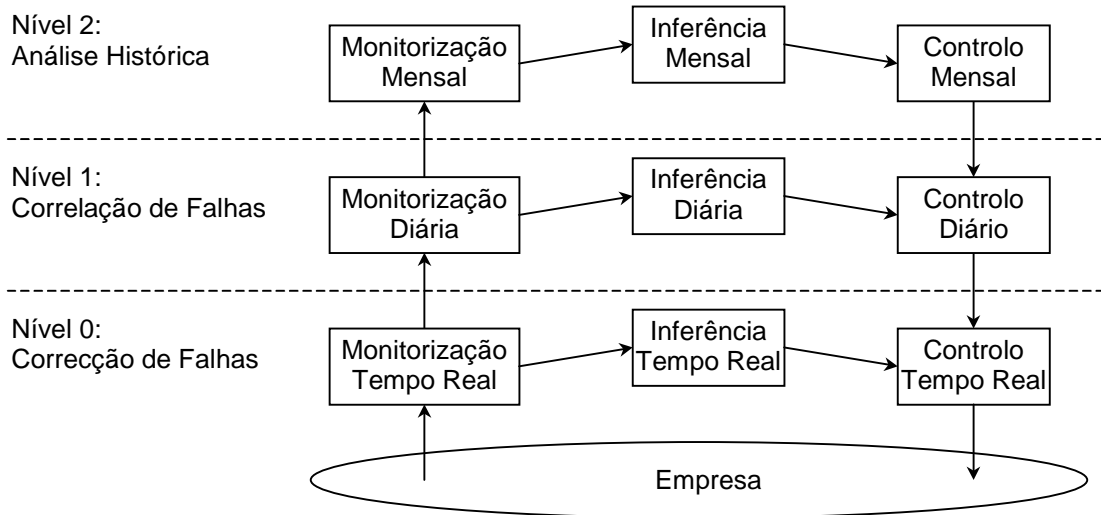 Nível 2:
Análise Histórica
Monitorização
Mensal
Inferência
Mensal
Controlo
Mensal
Nível 1:
Correlação de Falhas
Monitorização
Diária
Inferência
Diária
Controlo
Diário
Nível 0:
Correcção de Falhas
Monitorização
Tempo Real
Inferência
Tempo Real
Controlo
Tempo Real
Empresa